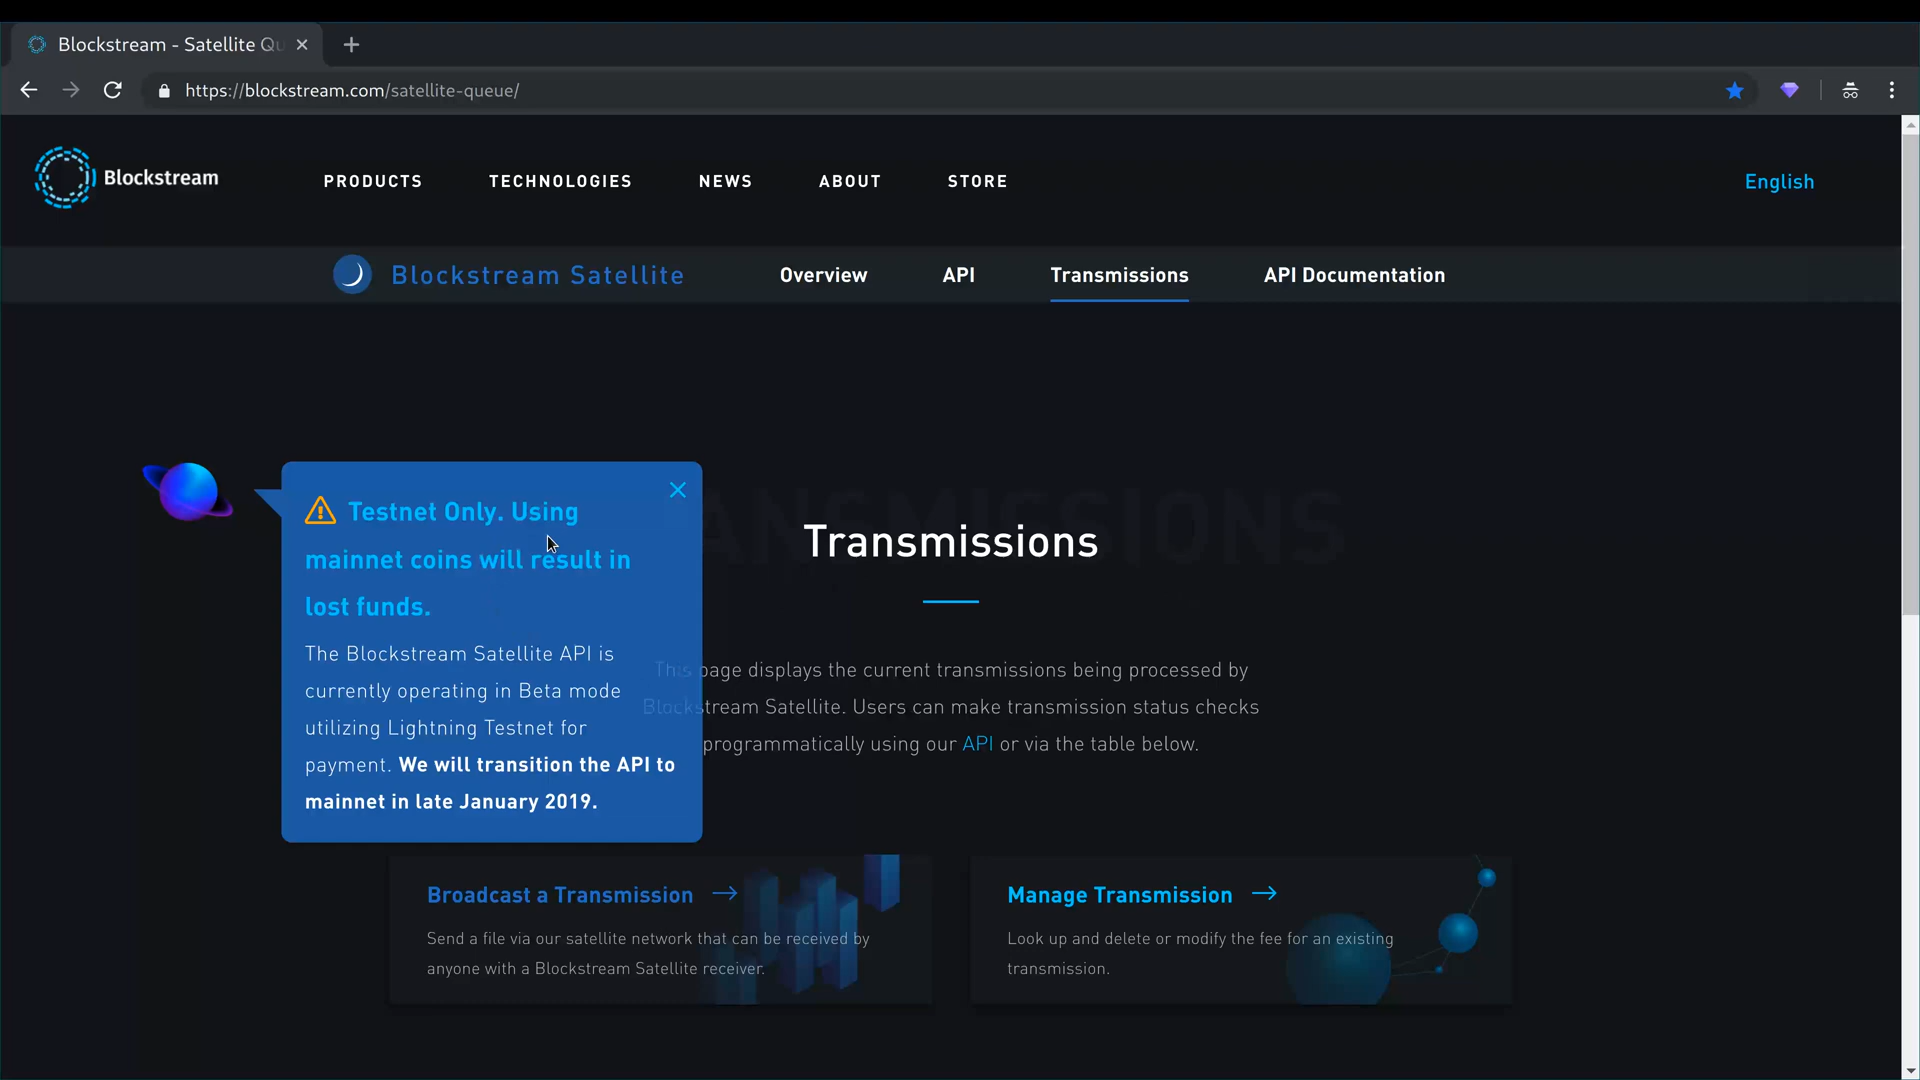 Blockstream - Satellite Qu
https://blockstream.com/satellite-queue/
Blockstream
PRODUCTS
TECHNOLOGIES
NEWS
ABOUT
STORE
English
Blockstream Satellite
Overview
API
Transmissions
API Documentation
Testnet Only. Using
mainnet coins will result in
lost funds.
The Blockstream Satellite API is
currently operating in Beta mode
utilizing Lightning Testnet for
payment. We will transition the API to
mainnet in late January 2019.
ANSMISSIONS
Transmissions
This page displays the current transmissions being processed by
Blockstream Satellite. Users can make transmission status checks
programmatically using our API or via the table below.
Broadcast a Transmission
Send a file via our satellite network that can be received by
anyone with a Blockstream Satellite receiver.
Manage Transmission
Look up and delete or modify the fee for an existing
transmission.